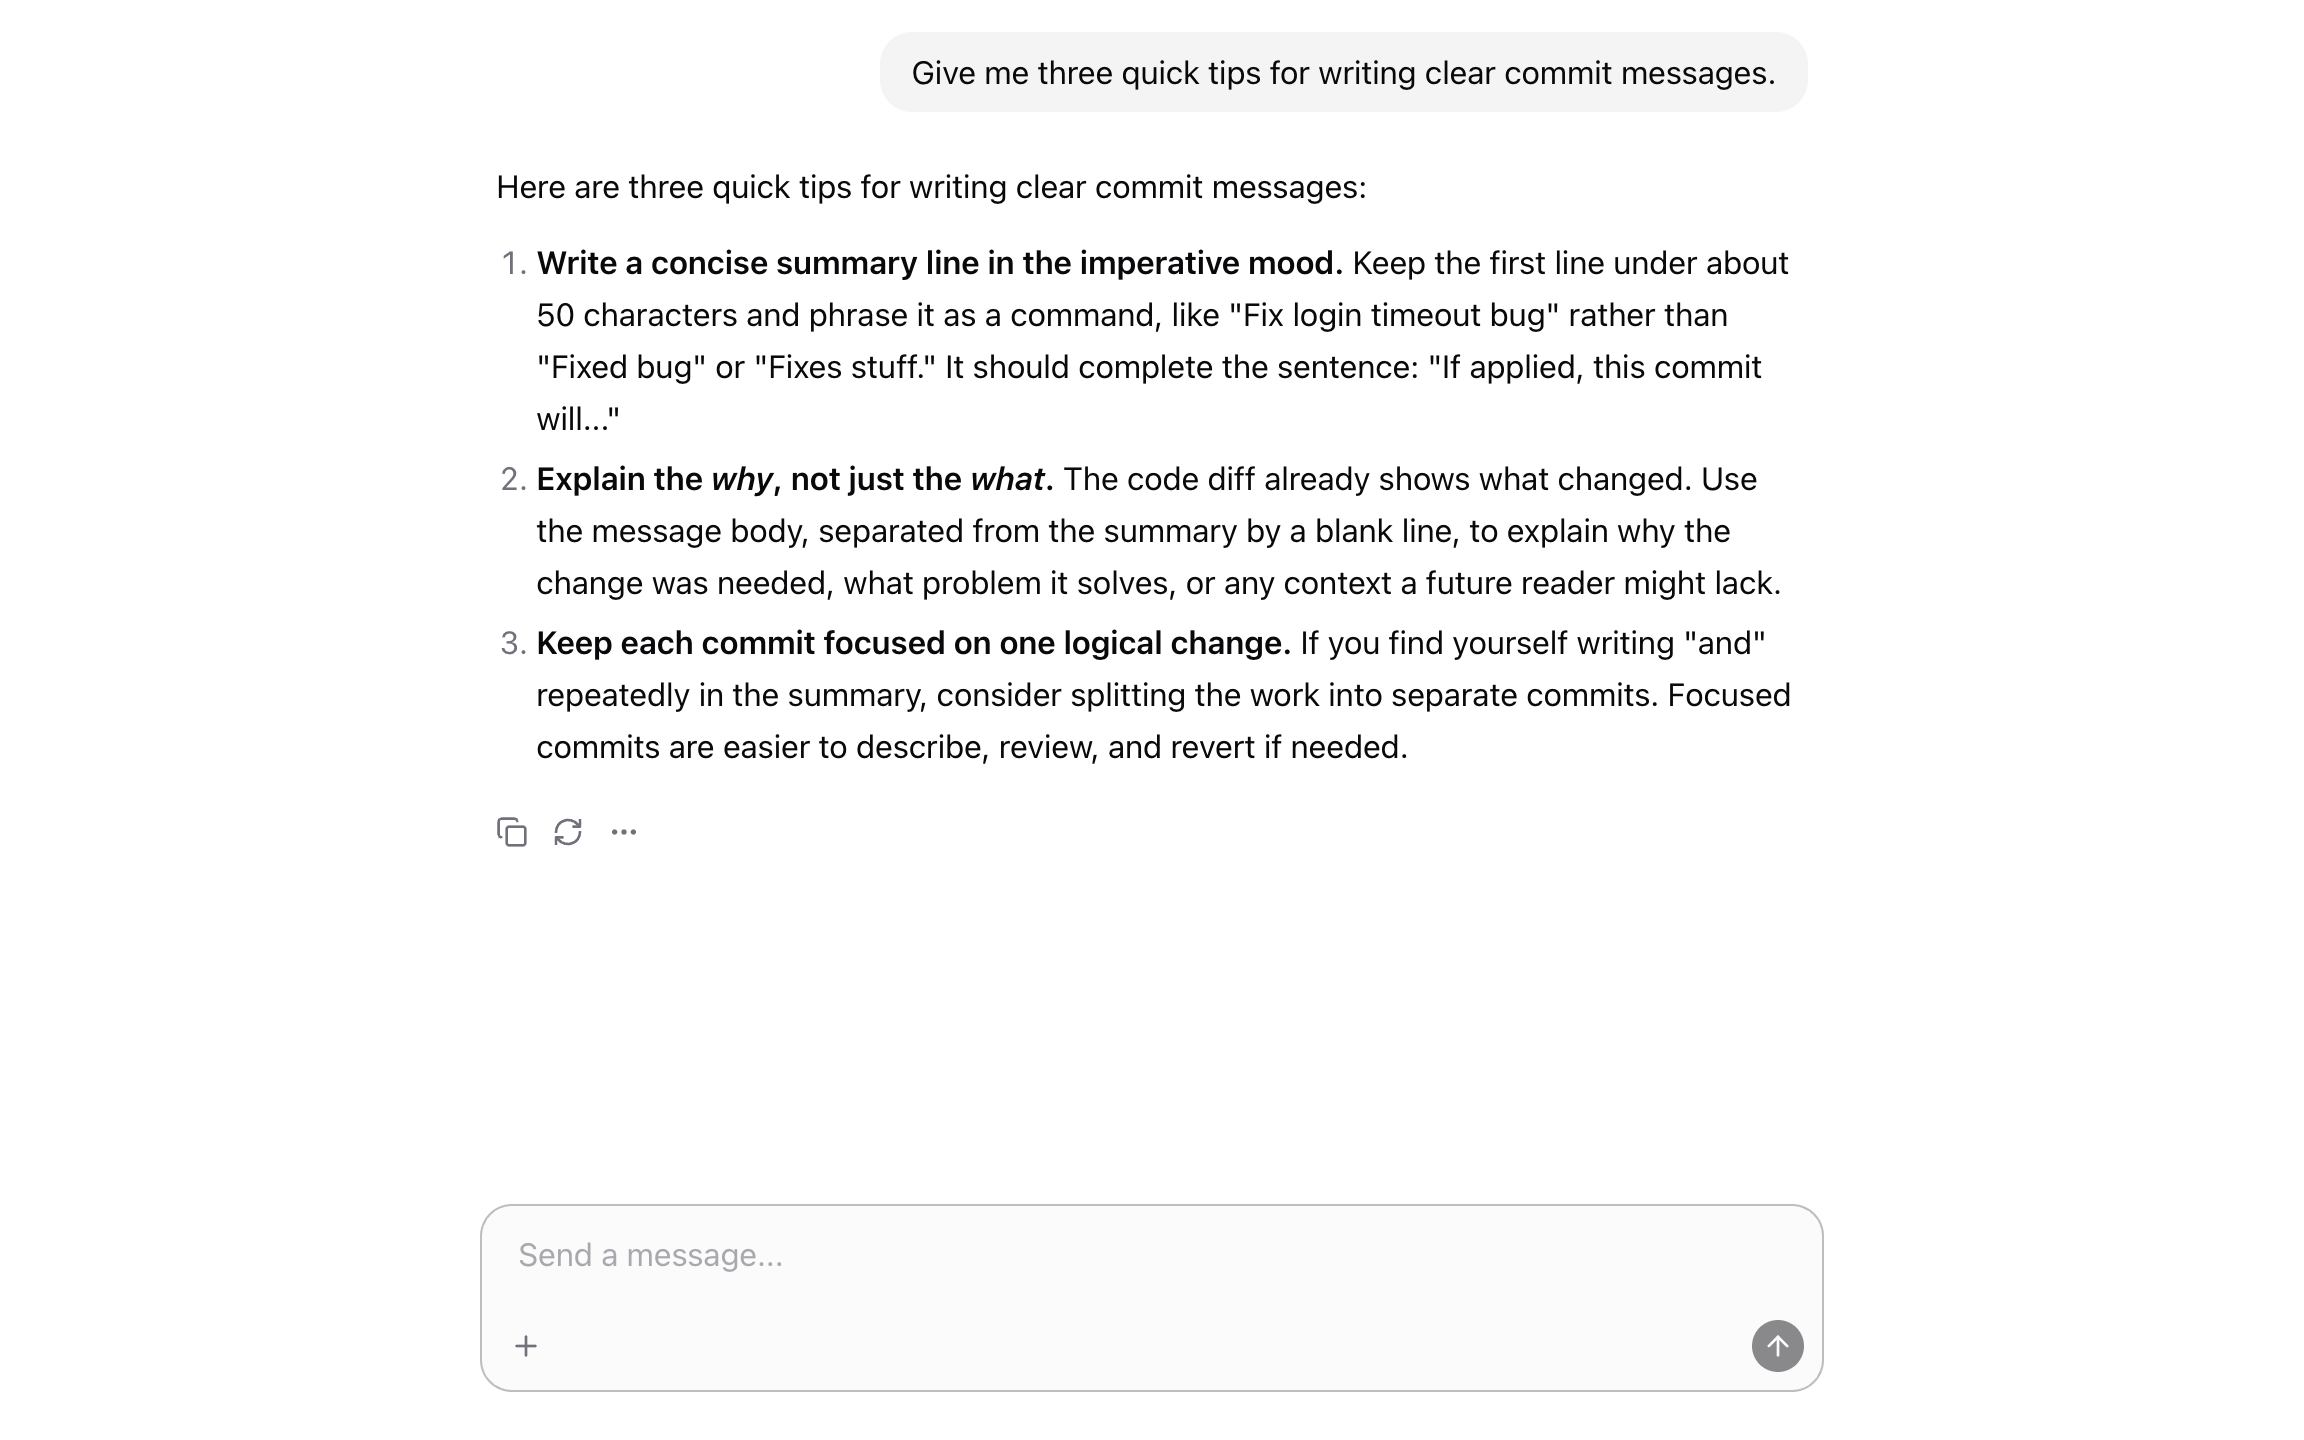 Give me three quick tips for writing clear commit messages.
Here are three quick tips for writing clear commit messages:
1. Write a concise summary line in the imperative mood. Keep the first line under about
50 characters and phrase it as a command, like "Fix login timeout bug" rather than
"Fixed bug" or "Fixes stuff." It should complete the sentence: "If applied, this commit
will..."
2. Explain the why, not just the what. The code diff already shows what changed. Use
the message body, separated from the summary by a blank line, to explain why the
change was needed, what problem it solves, or any context a future reader might lack.
3. Keep each commit focused on one logical change. If you find yourself writing "and"
repeatedly in the summary, consider splitting the work into separate commits. Focused
commits are easier to describe, review, and revert if needed.
Send a message...